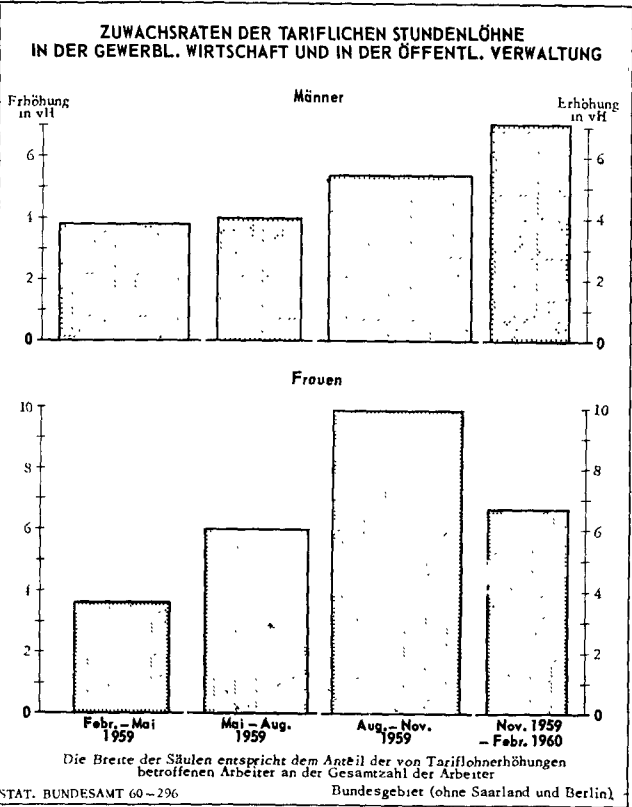 ZUWACHSRATEN DER TARIFLICHEN STUNDENLÖHNE
IN DER GEWERBL. WIRTSCHAFT UND IN DER ÖFFENTL. VERWALTUNG
Männer
Erhöhung
in vH
Erhöhung
in vH
6
4
2
0
6
4
2
0
Frauen
10
8
6
4
2
0
10
8
6
4
2
0
Febr. – Mai
1959
Mai – Aug.
1959
Aug. – Nov.
1959
Nov. 1959
– Febr. 1960
Die Breite der Säulen entspricht dem Anteil der von Tariflohnerhöhungen
betroffenen Arbeiter an der Gesamtzahl der Arbeiter
STAT. BUNDESAMT 60 – 296
Bundesgebiet (ohne Saarland und Berlin)